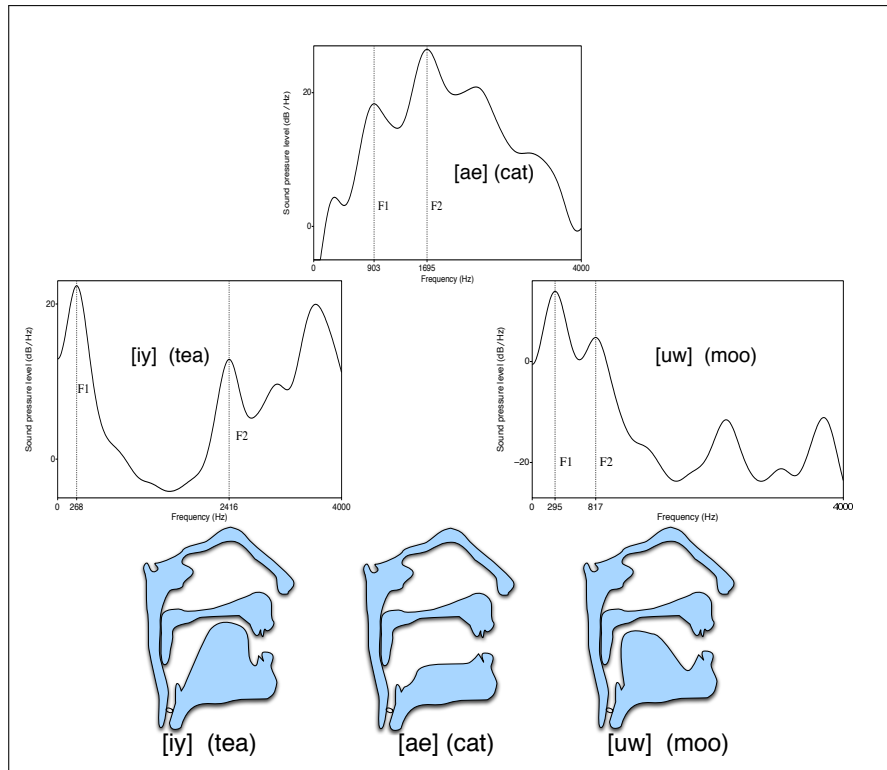 Sound pressure level (dB/Hz)
20
0
[ae] (cat)
F1
F2
0
903
1695
4000
Frequency (Hz)
Sound pressure level (dB/Hz)
20
0
[iy] (tea)
F1
F2
0
268
2416
4000
Frequency (Hz)
Sound pressure level (dB/Hz)
0
−20
[uw] (moo)
F1
F2
0
295
817
4000
Frequency (Hz)
[iy] (tea)
[ae] (cat)
[uw] (moo)